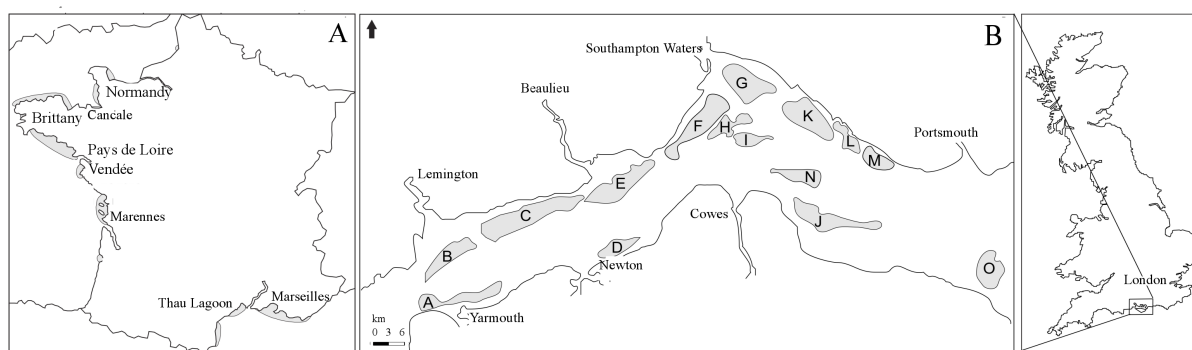 A
Normandy
Cancale
Brittany
Pays de Loire
Vendée
Marennes
Thau Lagoon
Marseilles
B
Southampton Waters
Beaulieu
Lemington
Portsmouth
Cowes
Newton
Yarmouth
G
F
H
I
K
L
M
E
N
C
J
D
B
O
A
km
0 3 6
London